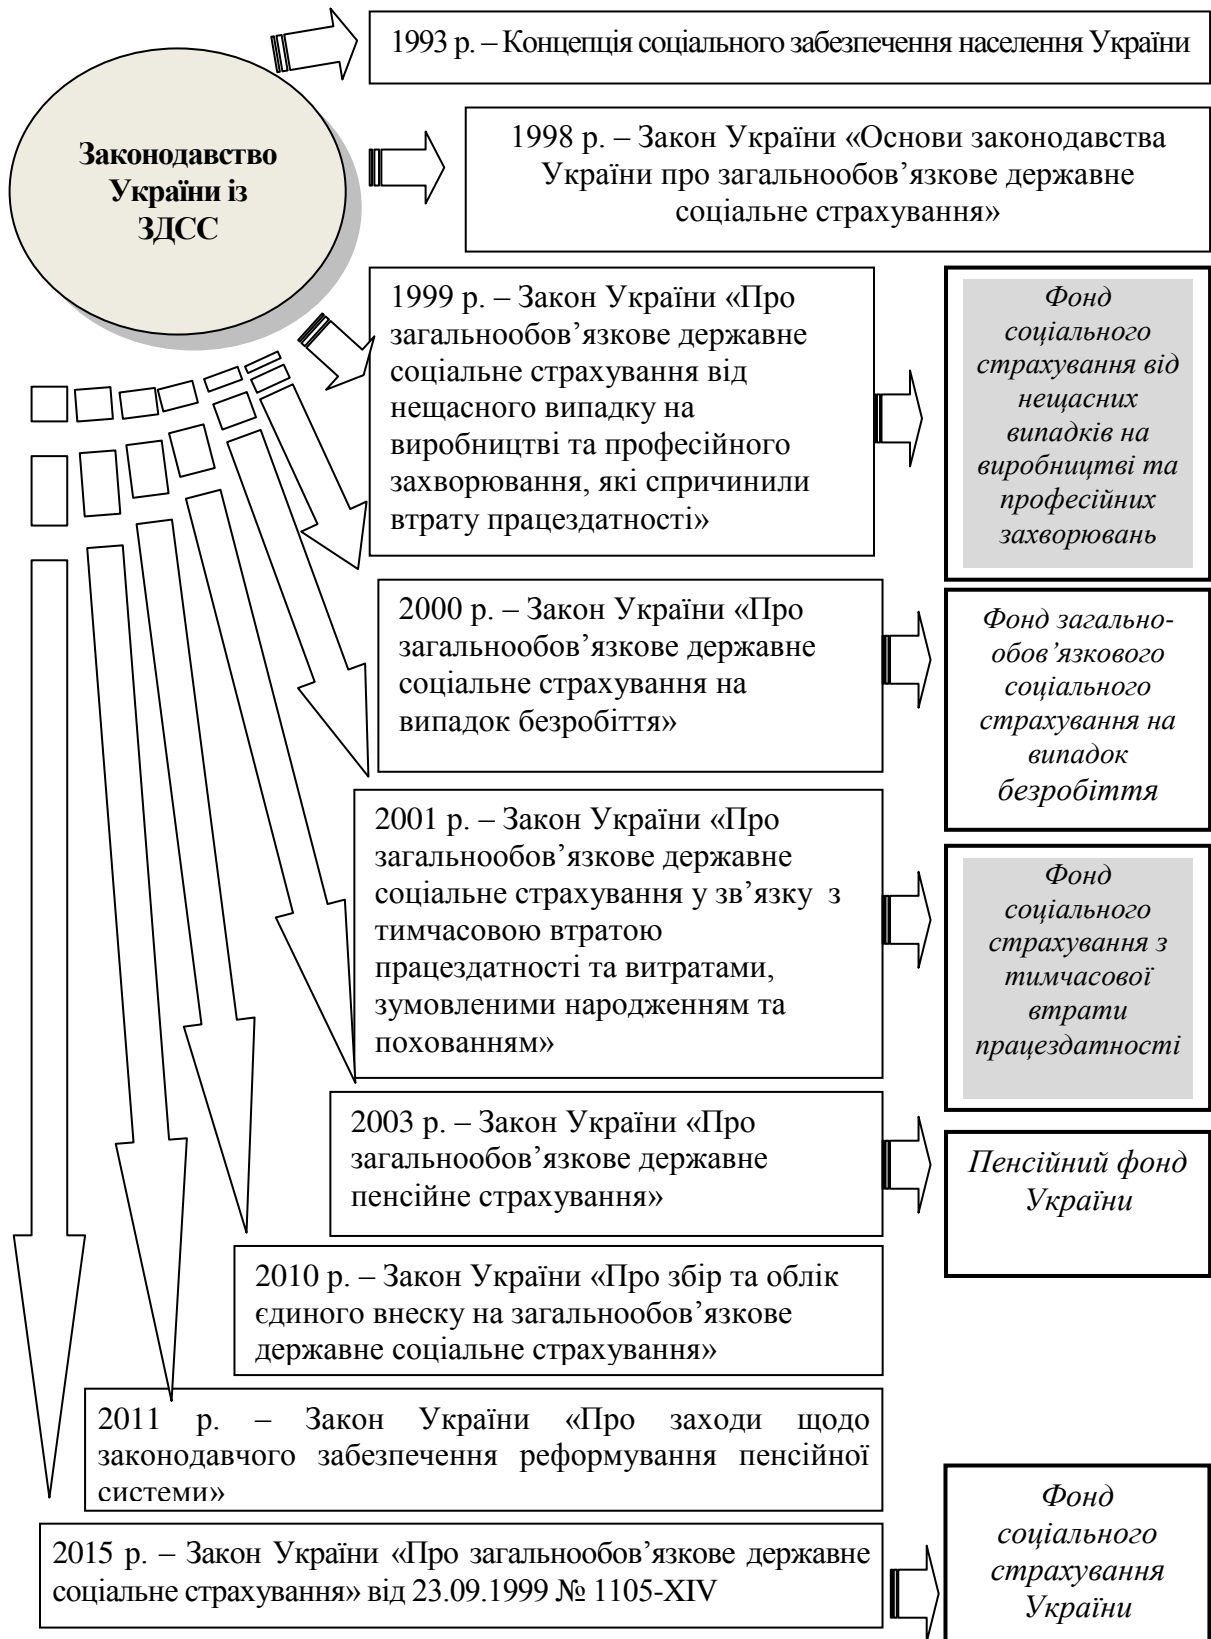 1993 р. – Концепція соціального забезпечення населення України
Законодавство
України із
ЗДСС
1998 р. – Закон України «Основи законодавства
України про загальнообов’язкове державне
соціальне страхування»
1999 р. – Закон України «Про
загальнообов’язкове державне
соціальне страхування від
нещасного випадку на
виробництві та професійного
захворювання, які спричинили
втрату працездатності»
Фонд
соціального
страхування від
нещасних
випадків на
виробництві та
професійних
захворювань
2000 р. – Закон України «Про
загальнообов’язкове державне
соціальне страхування на
випадок безробіття»
Фонд загально-
обов’язкового
соціального
страхування на
випадок
безробіття
2001 р. – Закон України «Про
загальнообов’язкове державне
соціальне страхування у зв’язку з
тимчасовою втратою
працездатності та витратами,
зумовленими народженням та
похованням»
Фонд
соціального
страхування з
тимчасової
втрати
працездатності
2003 р. – Закон України «Про
загальнообов’язкове державне
пенсійне страхування»
Пенсійний фонд
України
2010 р. – Закон України «Про збір та облік
єдиного внеску на загальнообов’язкове
державне соціальне страхування»
2011 р. – Закон України «Про заходи щодо
законодавчого забезпечення реформування пенсійної
системи»
2015 р. – Закон України «Про загальнообов’язкове державне
соціальне страхування» від 23.09.1999 № 1105-XIV
Фонд
соціального
страхування
України